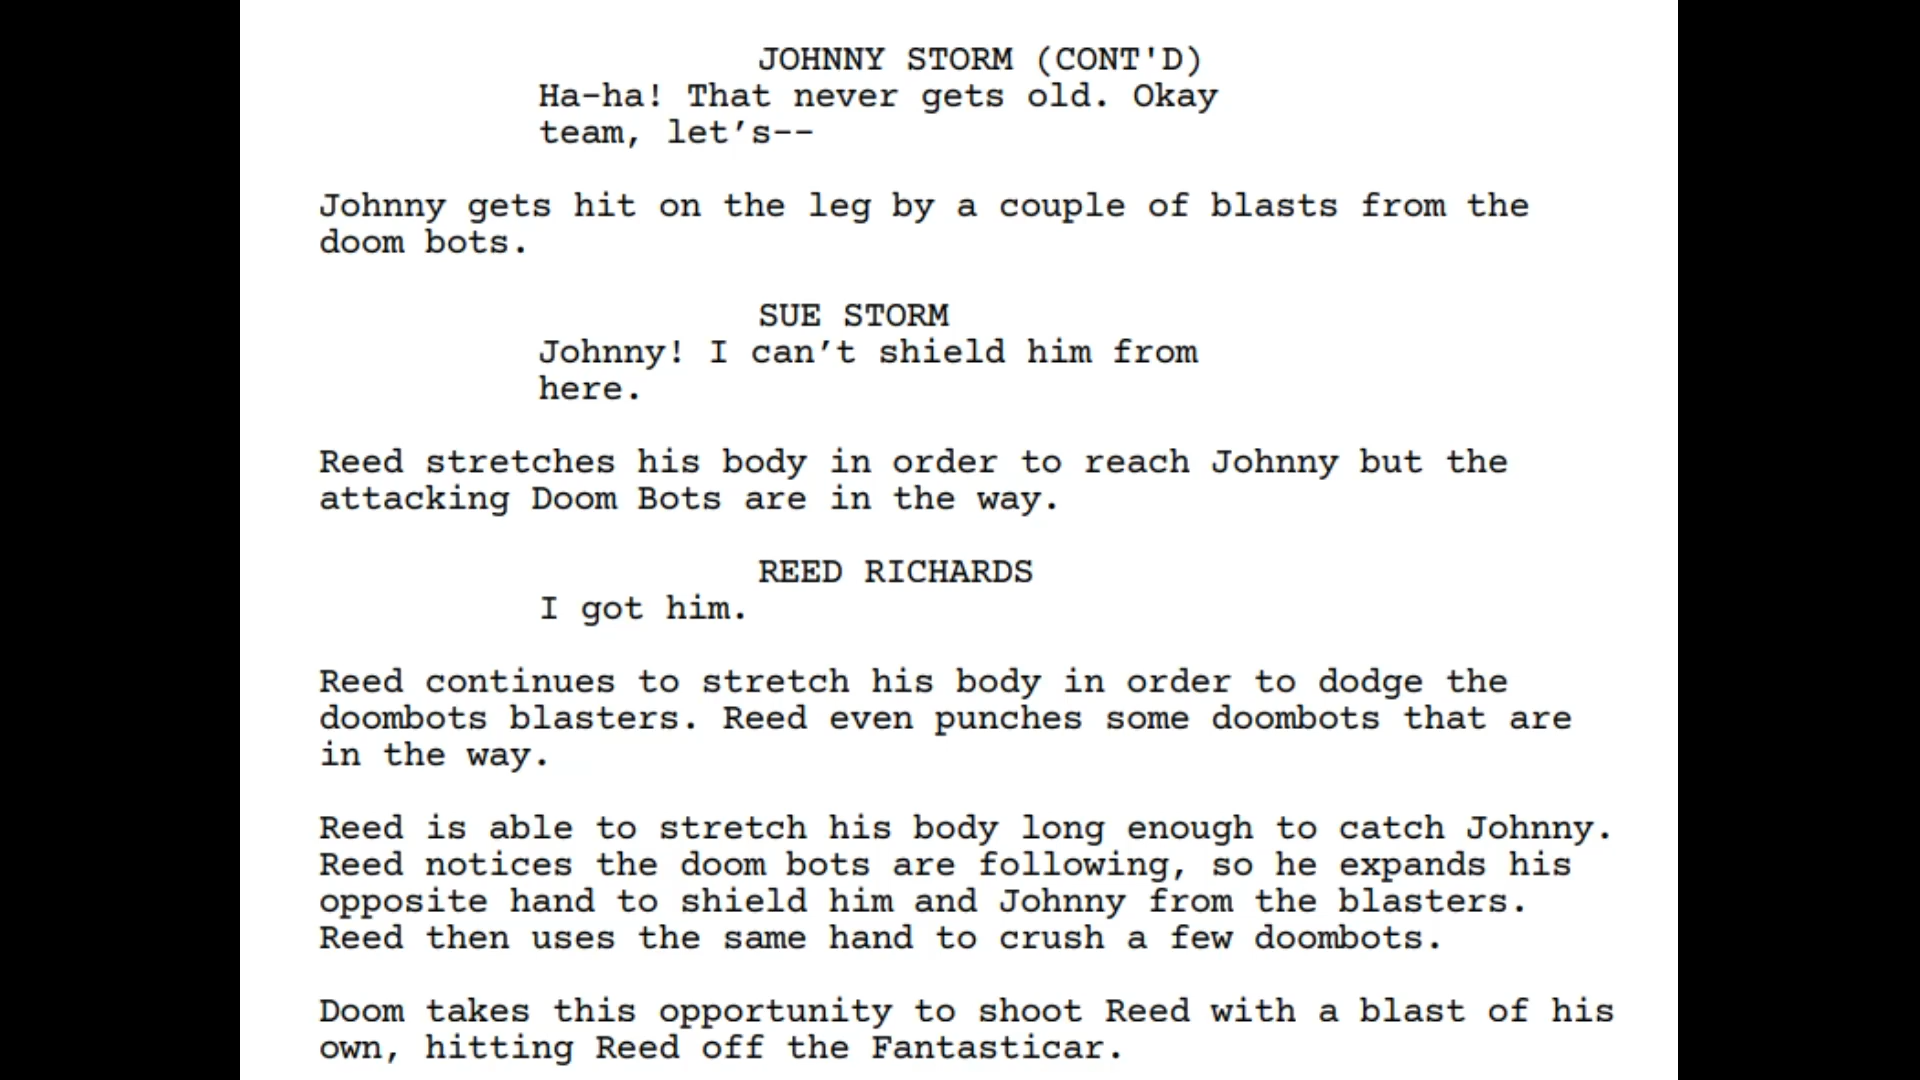 JOHNNY STORM (CONT'D)
Ha-ha! That never gets old. Okay
team, let’s--
Johnny gets hit on the leg by a couple of blasts from the
doom bots.
SUE STORM
Johnny! I can’t shield him from
here.
Reed stretches his body in order to reach Johnny but the
attacking Doom Bots are in the way.
REED RICHARDS
I got him.
Reed continues to stretch his body in order to dodge the
doombots blasters. Reed even punches some doombots that are
in the way.
Reed is able to stretch his body long enough to catch Johnny.
Reed notices the doom bots are following, so he expands his
opposite hand to shield him and Johnny from the blasters.
Reed then uses the same hand to crush a few doombots.
Doom takes this opportunity to shoot Reed with a blast of his
own, hitting Reed off the Fantasticar.